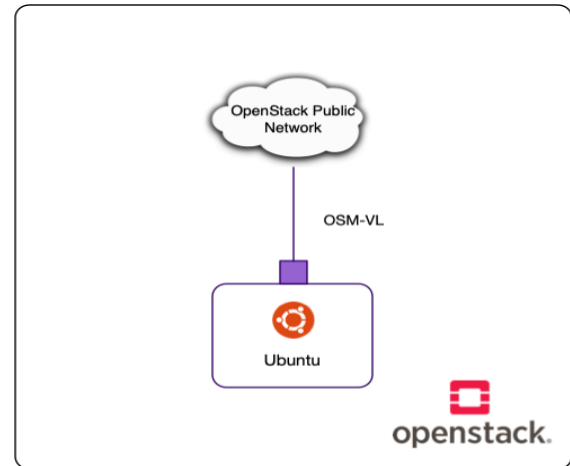 OpenStack Public
Network
OSM-VL
Ubuntu
openstack.